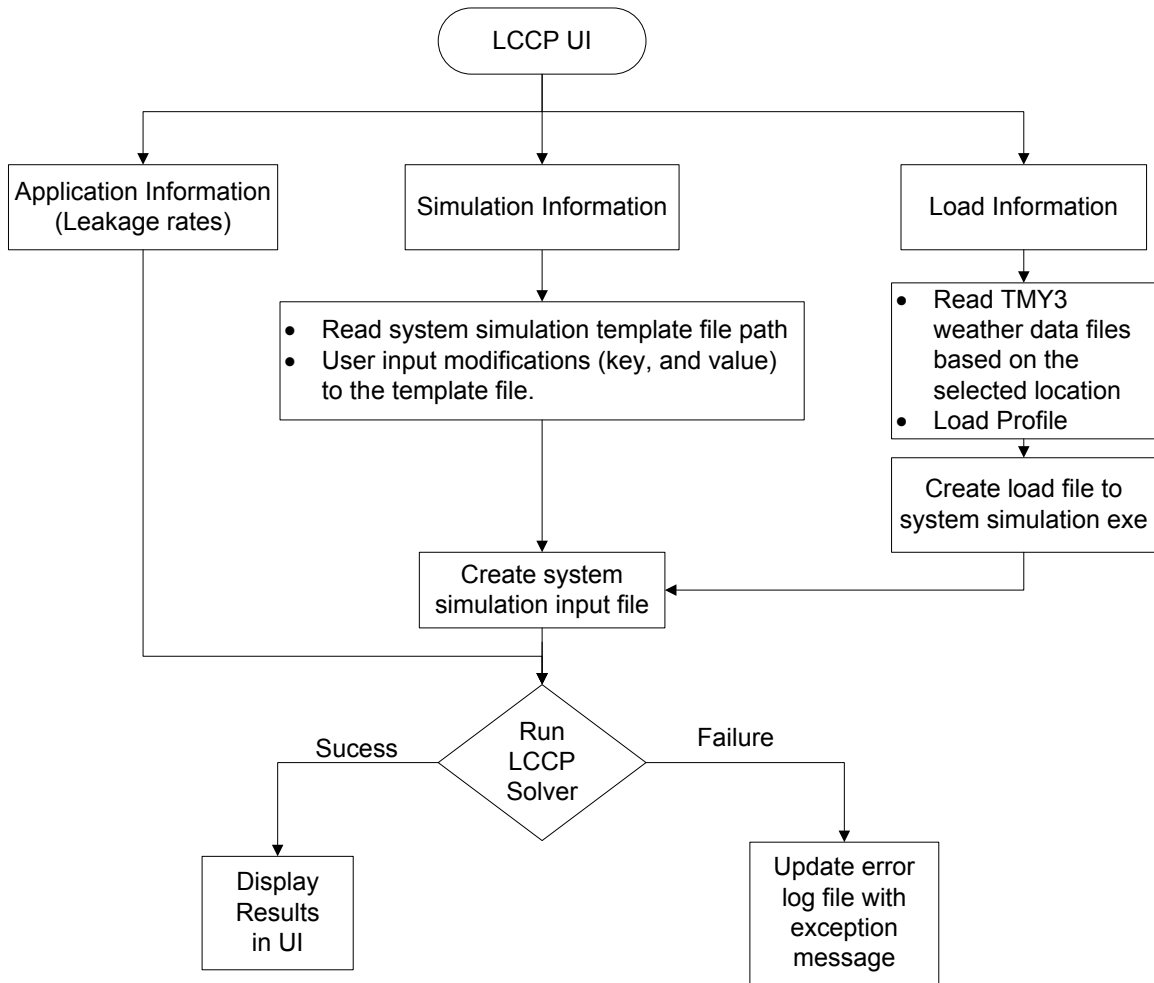 LCCP UI
Application Information
(Leakage rates)
Simulation Information
Load Information
• Read system simulation template file path
• User input modifications (key, and value)
to the template file.
• Read TMY3
weather data files
based on the
selected location
• Load Profile
Create load file to
system simulation exe
Create system
simulation input file
Run
LCCP
Solver
Sucess
Failure
Display
Results
in UI
Update error
log file with
exception
message